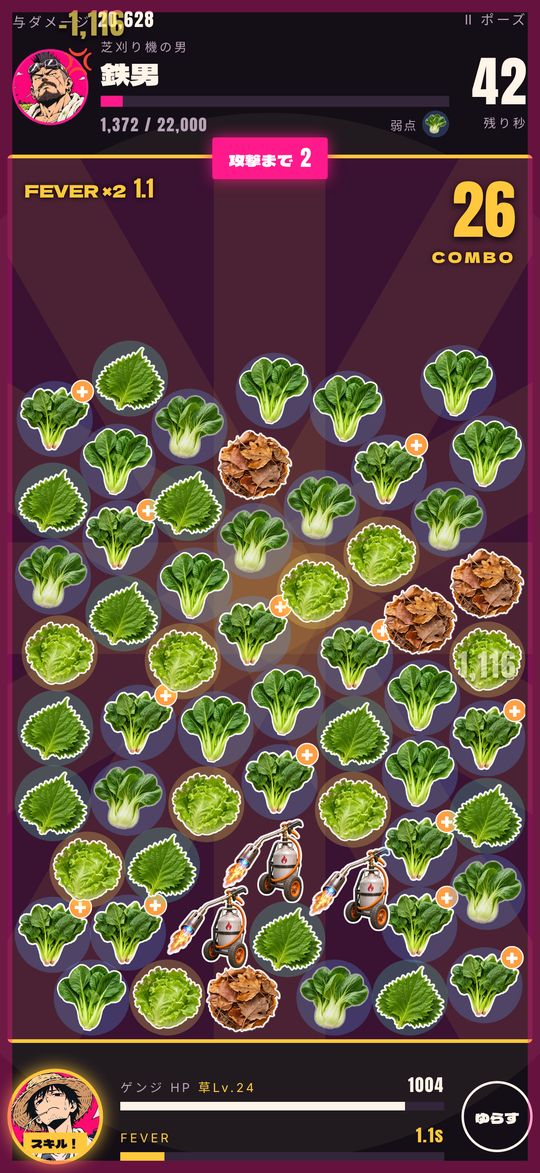 与ダメージ 20,628
-1,116
II ポーズ
芝刈り機の男
鉄男
42
残り秒
1,372 / 22,000
弱点
攻撃まで 2
FEVER×2 1.1
26
COMBO
1,116
ゲンジ HP 草Lv.24
1004
スキル!
FEVER
1.1s
ゆらす